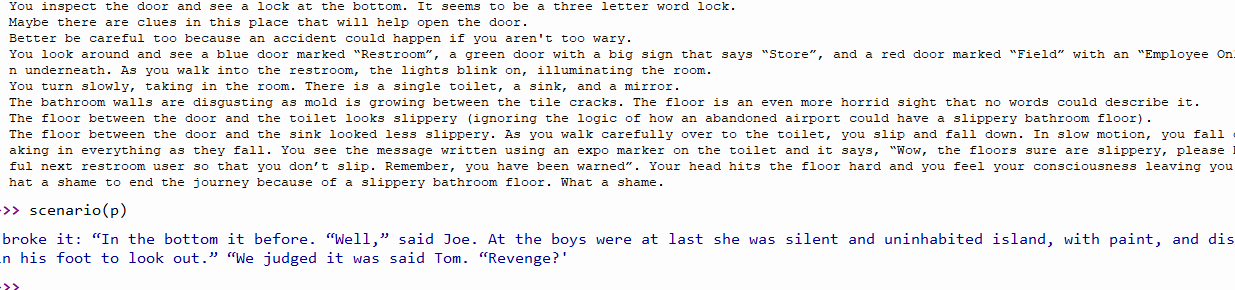 You inspect the door and see a lock at the bottom. It seems to be a three letter word lock.
Maybe there are clues in this place that will help open the door.
Better be careful too because an accident could happen if you aren't too wary.
You look around and see a blue door marked “Restroom”, a green door with a big sign that says “Store”, and a red door marked “Field” with an “Employee Onl
n underneath. As you walk into the restroom, the lights blink on, illuminating the room.
You turn slowly, taking in the room. There is a single toilet, a sink, and a mirror.
The bathroom walls are disgusting as mold is growing between the tile cracks. The floor is an even more horrid sight that no words could describe it.
The floor between the door and the toilet looks slippery (ignoring the logic of how an abandoned airport could have a slippery bathroom floor).
The floor between the door and the sink looked less slippery. As you walk carefully over to the toilet, you slip and fall down. In slow motion, you fall
aking in everything as they fall. You see the message written using an expo marker on the toilet and it says, “Wow, the floors sure are slippery, please
ful next restroom user so that you don’t slip. Remember, you have been warned”. Your head hits the floor hard and you feel your consciousness leaving you
hat a shame to end the journey because of a slippery bathroom floor. What a shame.
>>> scenario(p)
broke it: “In the bottom it before. “Well,” said Joe. At the boys were at last she was silent and uninhabited island, with paint, and dis
n his foot to look out.” “We judged it was said Tom. “Revenge?'
>>>